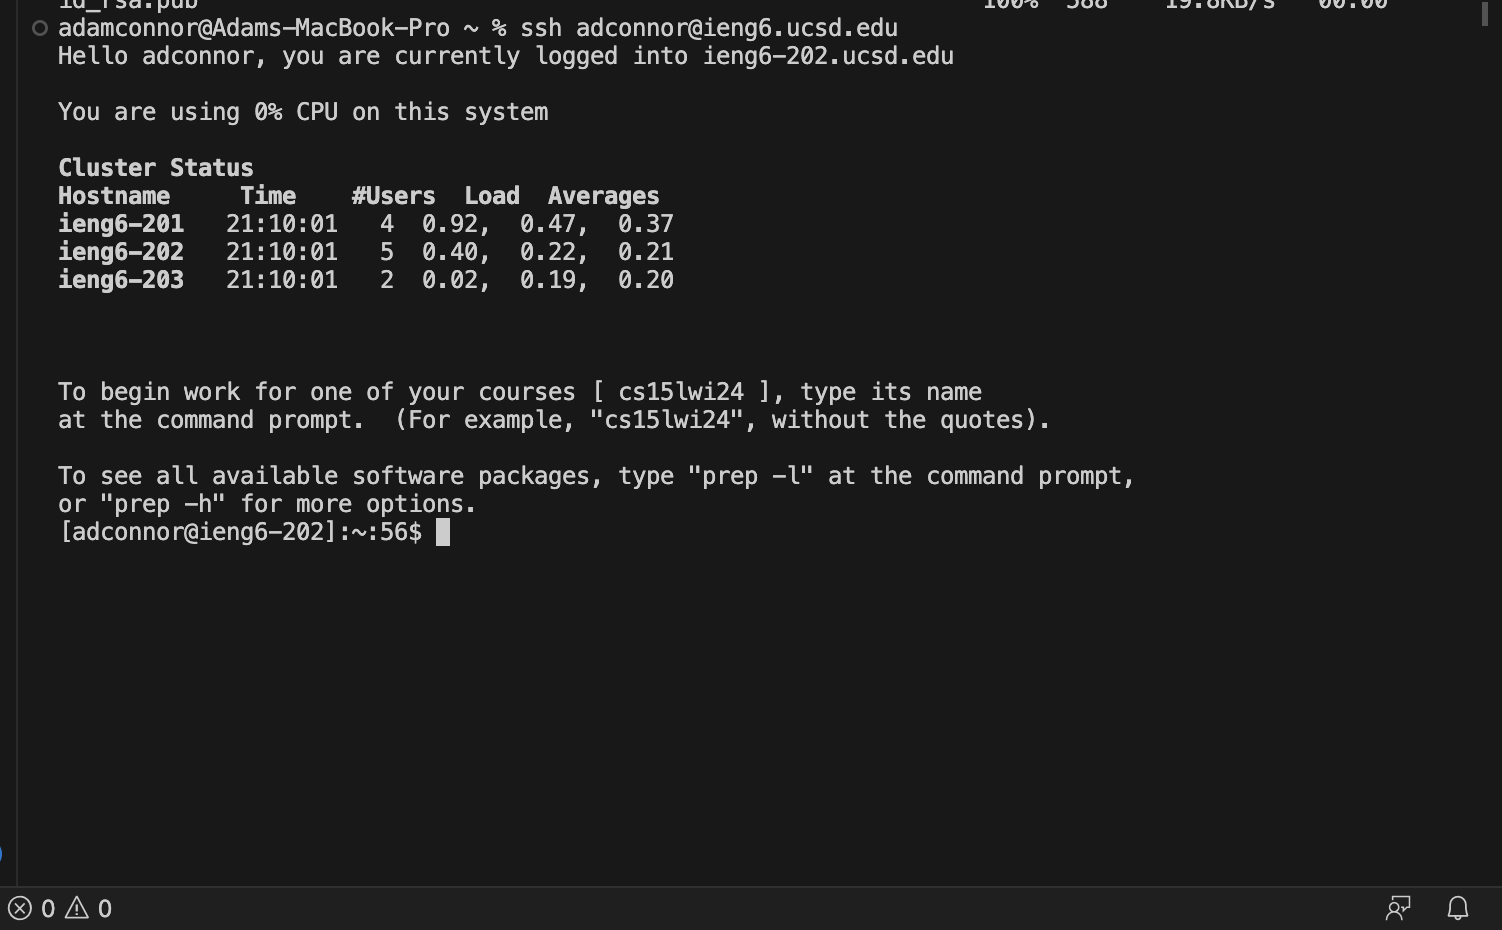 id_rsa.pub 100% 588 19.8KB/s 00:00
adamconnor@Adams-MacBook-Pro ~ % ssh adconnor@ieng6.ucsd.edu
Hello adconnor, you are currently logged into ieng6-202.ucsd.edu
You are using 0% CPU on this system
Cluster Status
Hostname Time #Users Load Averages
ieng6-201 21:10:01 4 0.92, 0.47, 0.37
ieng6-202 21:10:01 5 0.40, 0.22, 0.21
ieng6-203 21:10:01 2 0.02, 0.19, 0.20
To begin work for one of your courses [ cs15lwi24 ], type its name
at the command prompt. (For example, "cs15lwi24", without the quotes).
To see all available software packages, type "prep -l" at the command prompt,
or "prep -h" for more options.
[adconnor@ieng6-202]:~:56$
0 0